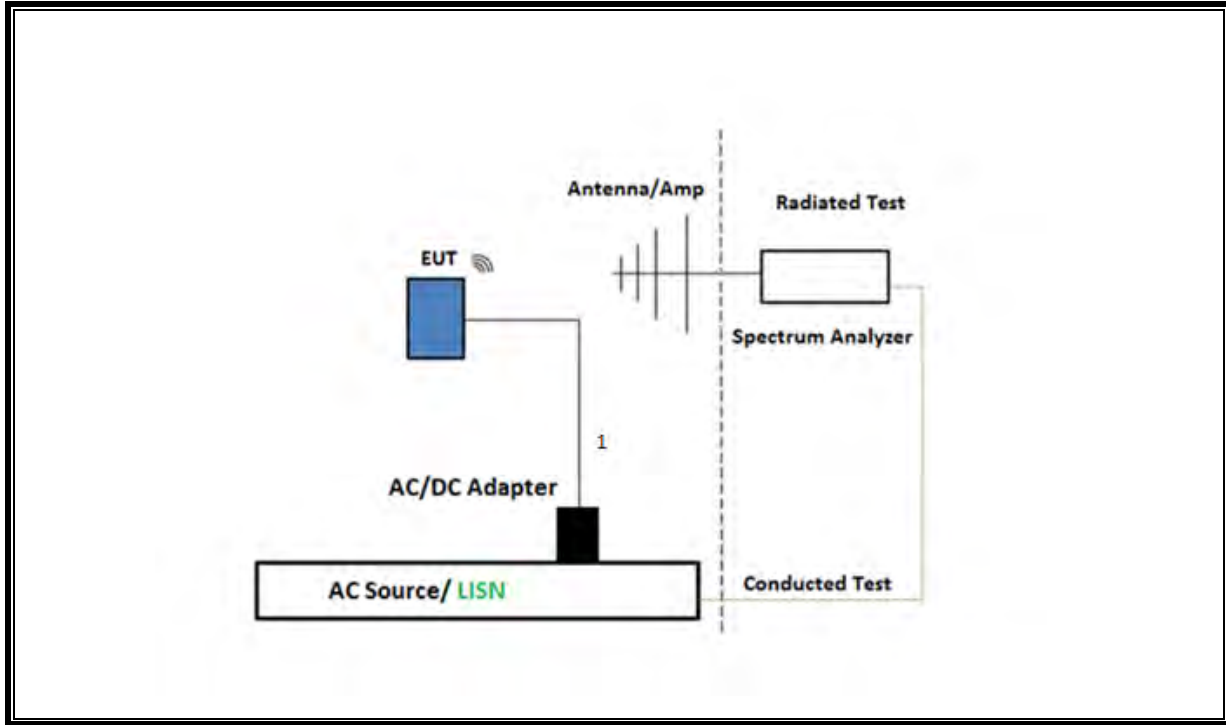 Antenna/Amp
Radiated Test
EUT
Spectrum Analyzer
1
AC/DC Adapter
AC Source/ LISN
Conducted Test